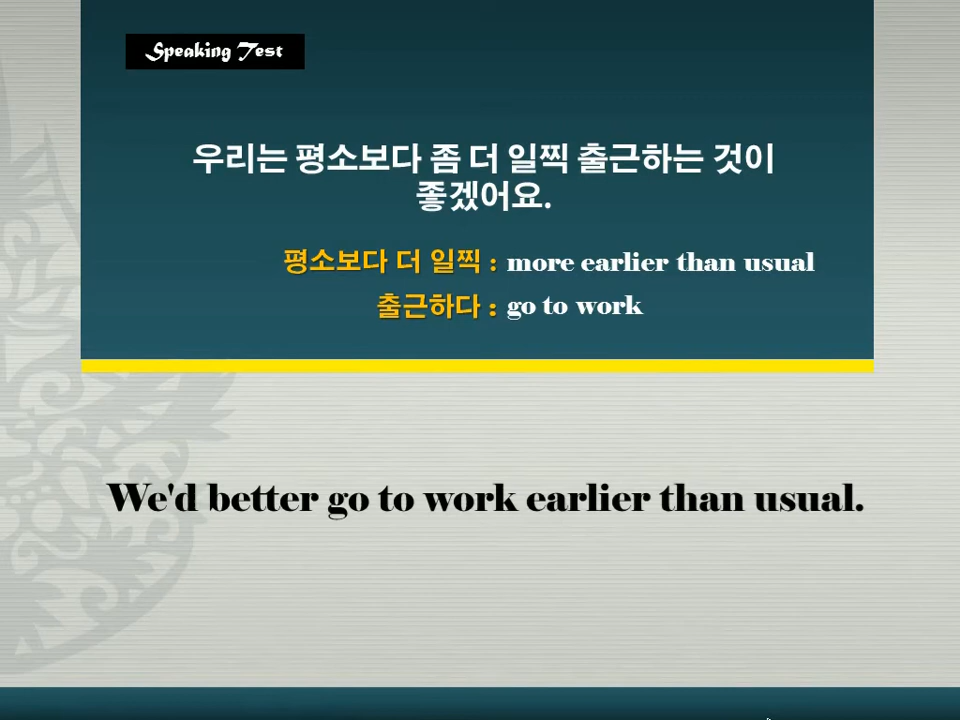 Speaking Test
우리는 평소보다 좀 더 일찍 출근하는 것이
좋겠어요.
평소보다 더 일찍 : more earlier than usual
출근하다 : go to work
We'd better go to work earlier than usual.